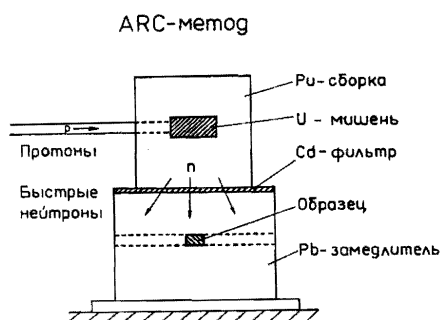 ARC-метод
Pu-сборка
U - мишень
Cd-фильтр
p
Протоны
n
Быстрые
нейтроны
Образец
Pb-замедлитель